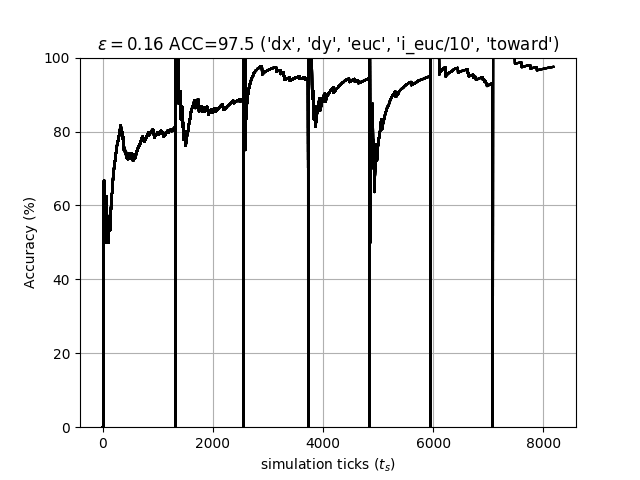 ε = 0.16 ACC=97.5 ('dx', 'dy', 'euc', 'i_euc/10', 'toward')
100
80
60
40
20
0
Accuracy (%)
0 2000 4000 6000 8000
simulation ticks (tₛ)